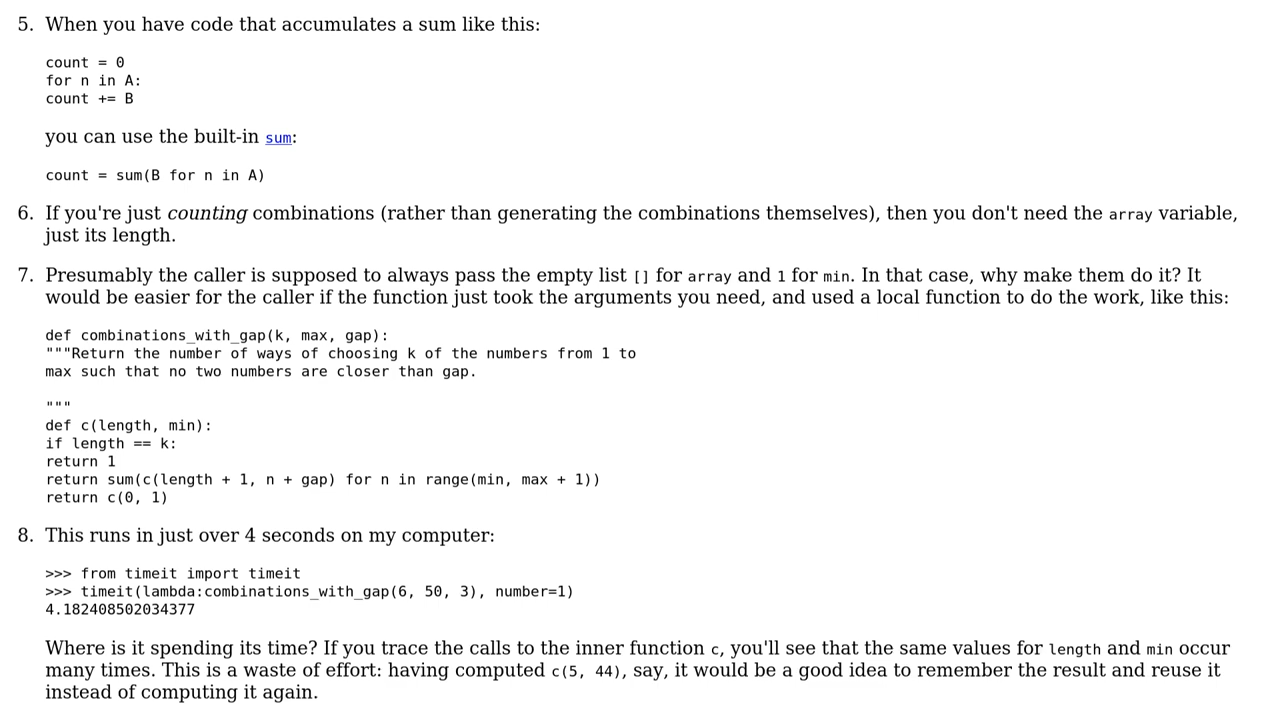 5. When you have code that accumulates a sum like this:
count = 0
for n in A:
count += B
you can use the built-in sum:
count = sum(B for n in A)
6. If you're just counting combinations (rather than generating the combinations themselves), then you don't need the array variable,
just its length.
7. Presumably the caller is supposed to always pass the empty list [] for array and 1 for min. In that case, why make them do it? It
would be easier for the caller if the function just took the arguments you need, and used a local function to do the work, like this:
def combinations_with_gap(k, max, gap):
"""Return the number of ways of choosing k of the numbers from 1 to
max such that no two numbers are closer than gap.
"""
def c(length, min):
if length == k:
return 1
return sum(c(length + 1, n + gap) for n in range(min, max + 1))
return c(0, 1)
8. This runs in just over 4 seconds on my computer:
>>> from timeit import timeit
>>> timeit(lambda:combinations_with_gap(6, 50, 3), number=1)
4.182408502034377
Where is it spending its time? If you trace the calls to the inner function c, you'll see that the same values for length and min occur
many times. This is a waste of effort: having computed c(5, 44), say, it would be a good idea to remember the result and reuse it
instead of computing it again.